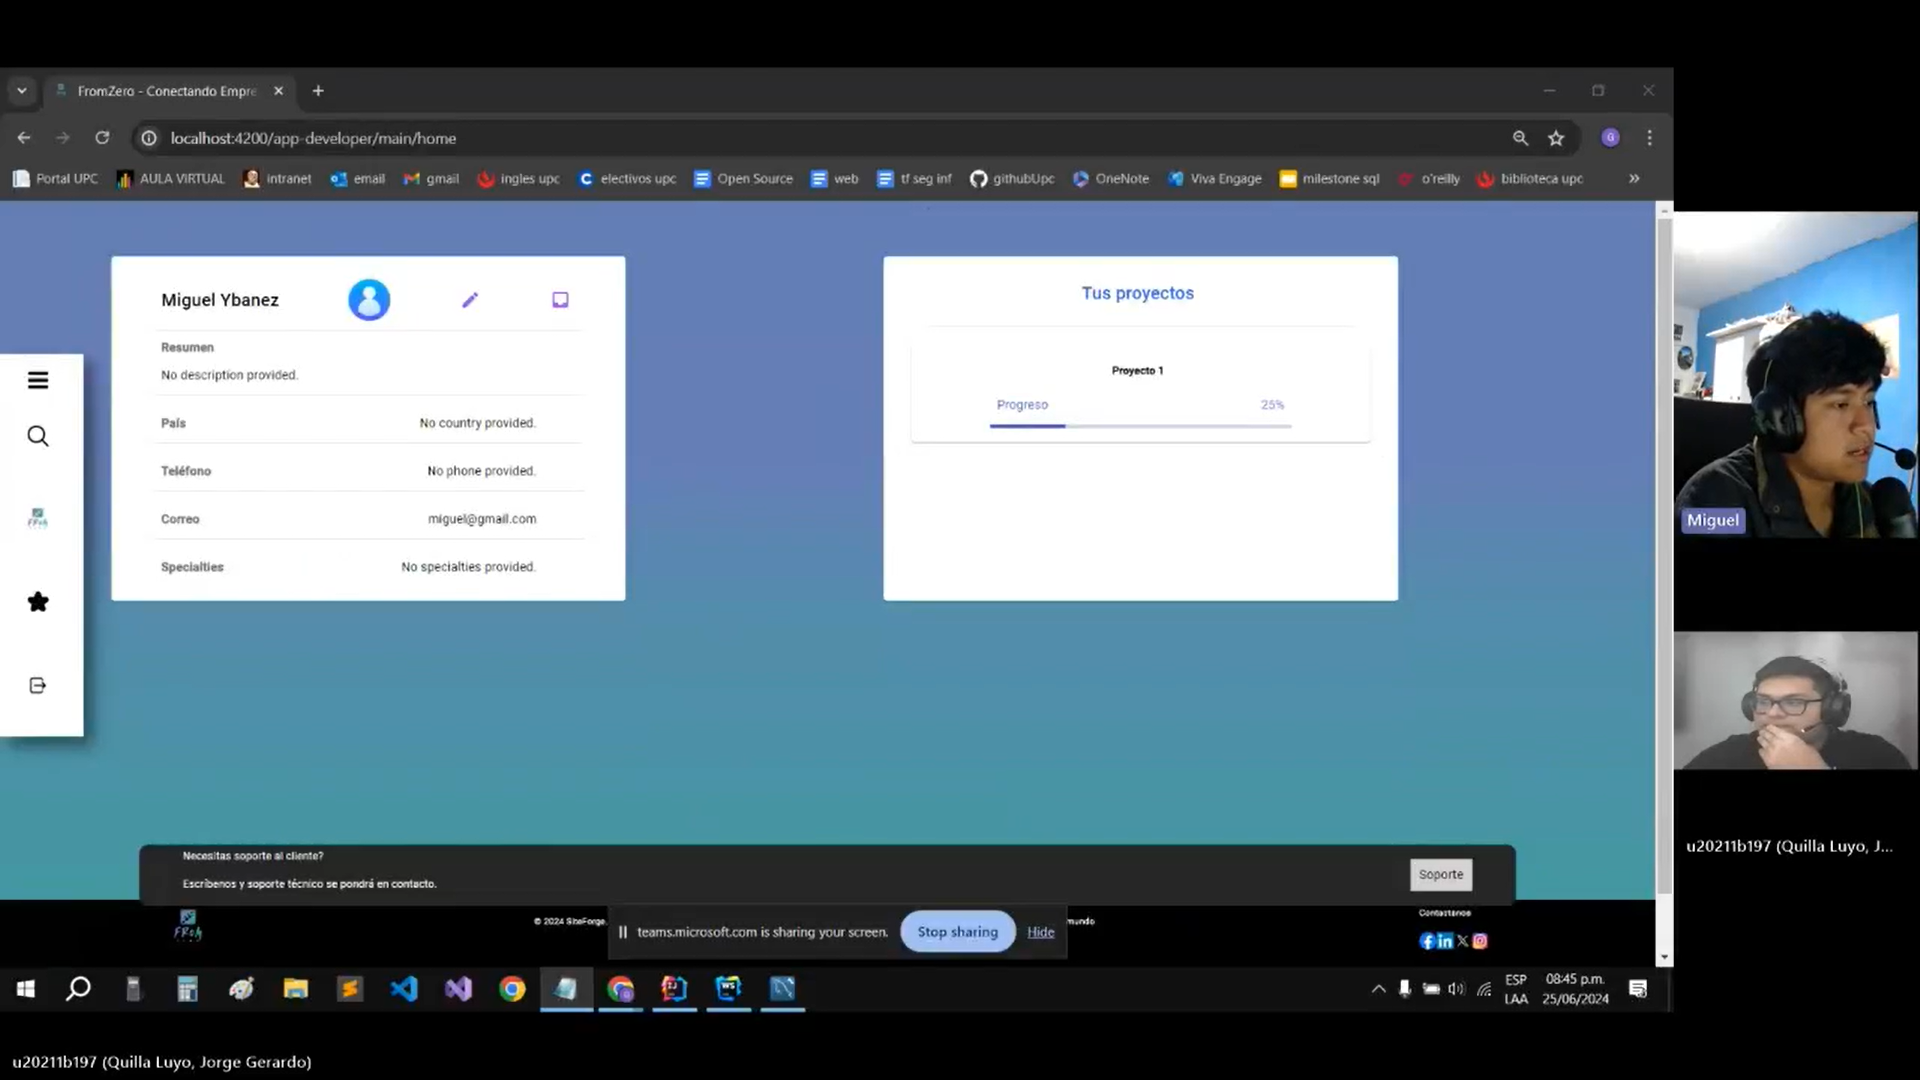 FromZero - Conectando Empre
localhost:4200/app-developer/main/home
G
Portal UPC
AULA VIRTUAL
intranet
email
gmail
ingles upc
electivos upc
Open Source
web
tf seg inf
githubUpc
OneNote
Viva Engage
milestone sql
o'reilly
biblioteca upc
Miguel Ybanez
Resumen
No description provided.
País
No country provided.
Teléfono
No phone provided.
Correo
miguel@gmail.com
Specialties
No specialties provided.
Tus proyectos
Proyecto 1
Progreso
25%
Miguel
u20211b197 (Quilla Luyo, J...
Necesitas soporte al cliente?
Escríbenos y soporte técnico se pondrá en contacto.
Soporte
© 2024 SiteForge.
mundo
Contactanos
teams.microsoft.com is sharing your screen.
Stop sharing
Hide
ESP
LAA
08:45 p.m.
25/06/2024
u20211b197 (Quilla Luyo, Jorge Gerardo)